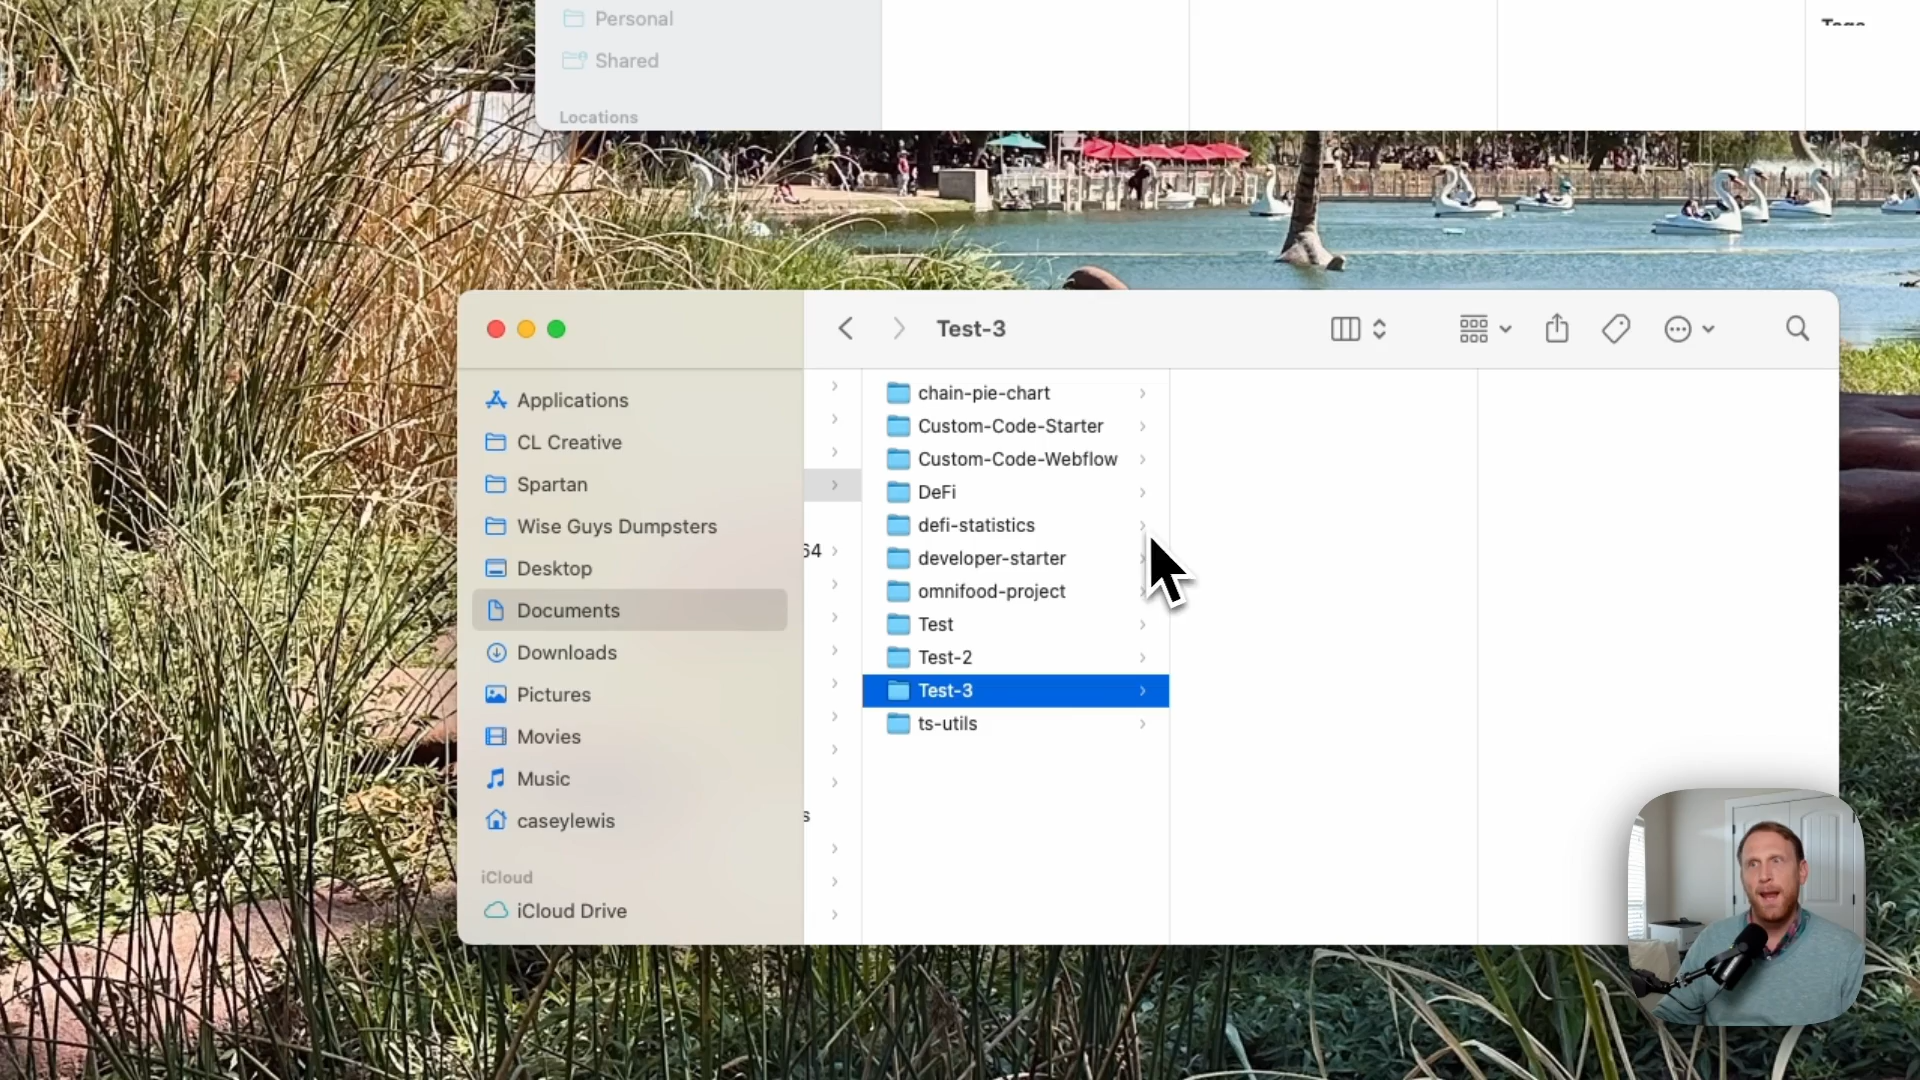 Personal
Shared
Locations
Test-3
Applications
CL Creative
Spartan
Wise Guys Dumpsters
Desktop
Documents
Downloads
Pictures
Movies
Music
caseylewis
iCloud
iCloud Drive
64
s
chain-pie-chart
Custom-Code-Starter
Custom-Code-Webflow
DeFi
defi-statistics
developer-starter
omnifood-project
Test
Test-2
Test-3
ts-utils